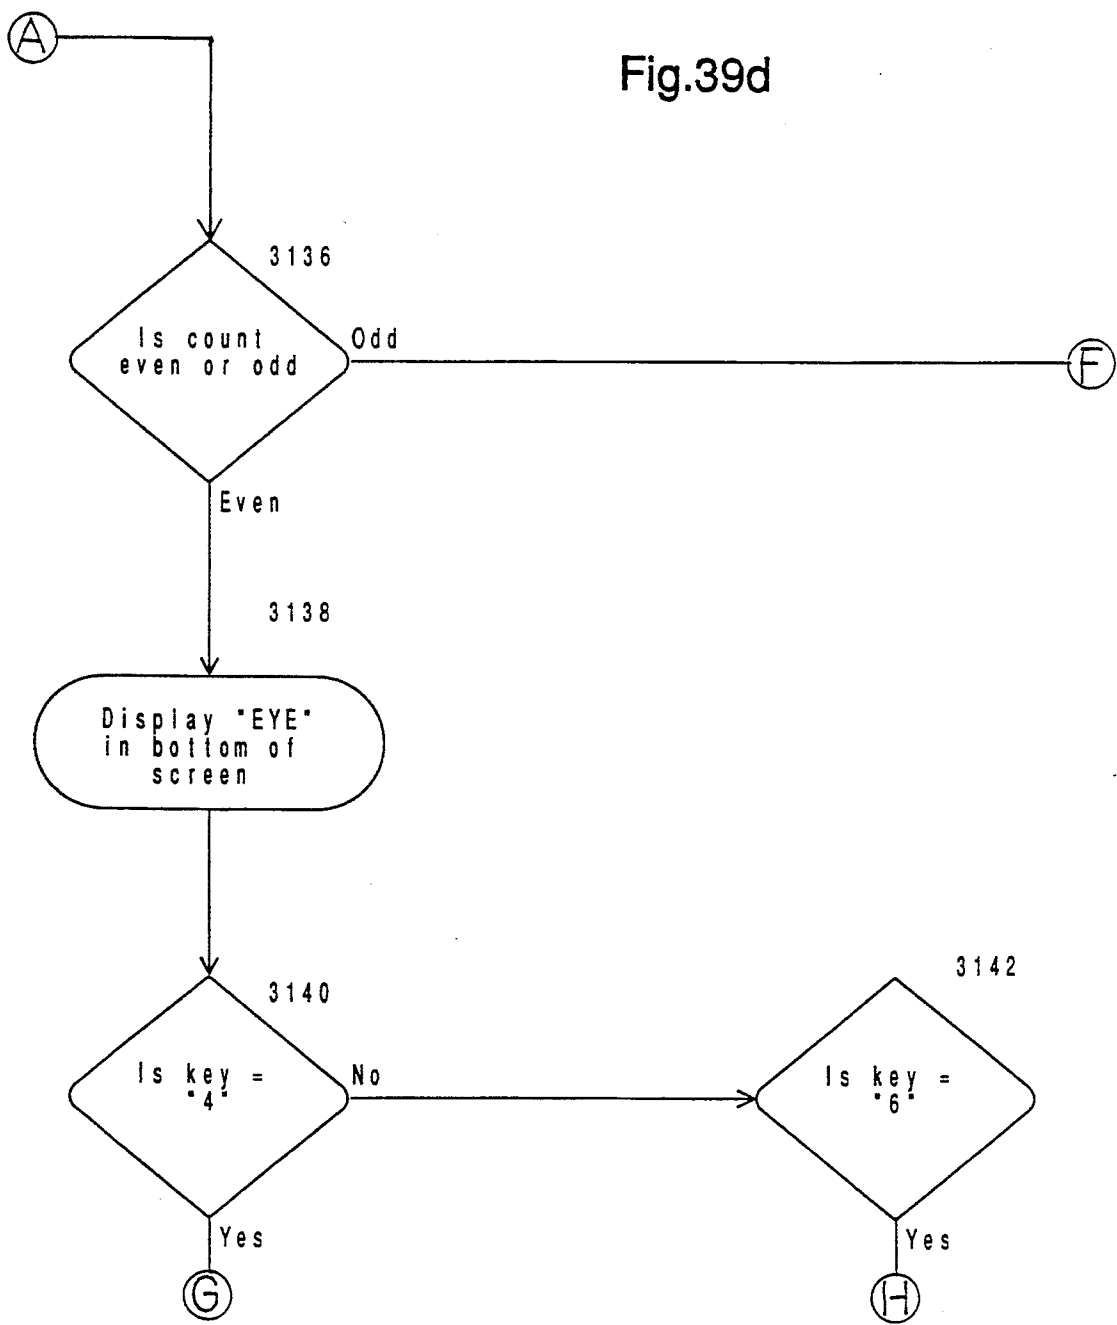 A
Fig.39d
3136
Is count
even or odd
Odd
F
Even
3138
Display "EYE"
in bottom of
screen
3140
Is key =
"4"
No
3142
Is key =
"6"
Yes
G
Yes
H